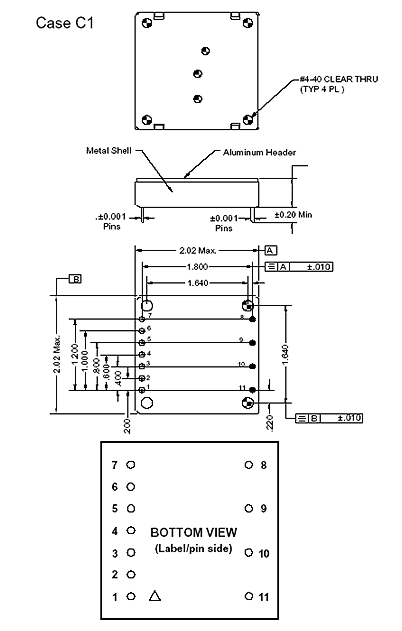 Case C1
#4-40 CLEAR THRU
(TYP 4 PL )
Metal Shell
Aluminum Header
.±0.001
Pins
±0.001
Pins
±0.20 Min
2.02 Max.
A
1.800
A ±.010
B
1.640
7
8
6
5
9
4
3
10
2
1
11
2.02 Max.
1.200
1.000
.800
.600
.400
.200
1.640
.220
B ±.010
7
8
6
5
9
4
BOTTOM VIEW
(Label/pin side)
3
10
2
1
11